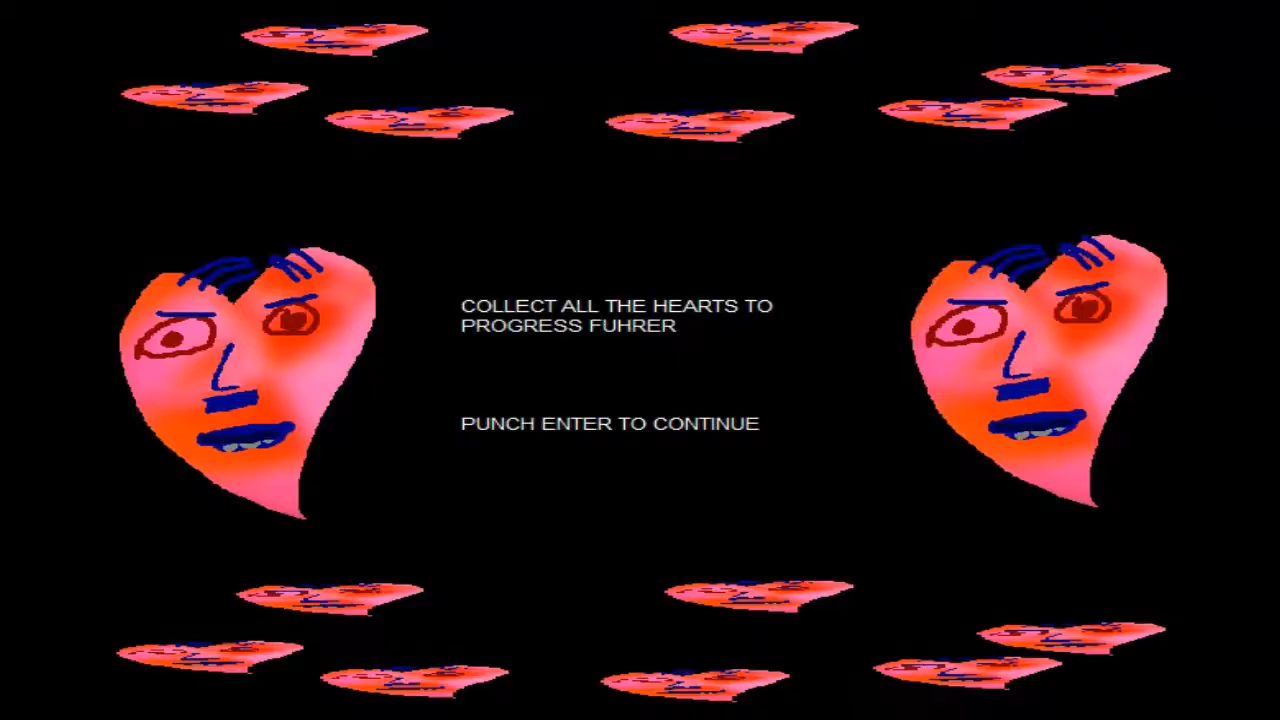 COLLECT ALL THE HEARTS TO
PROGRESS FUHRER
PUNCH ENTER TO CONTINUE